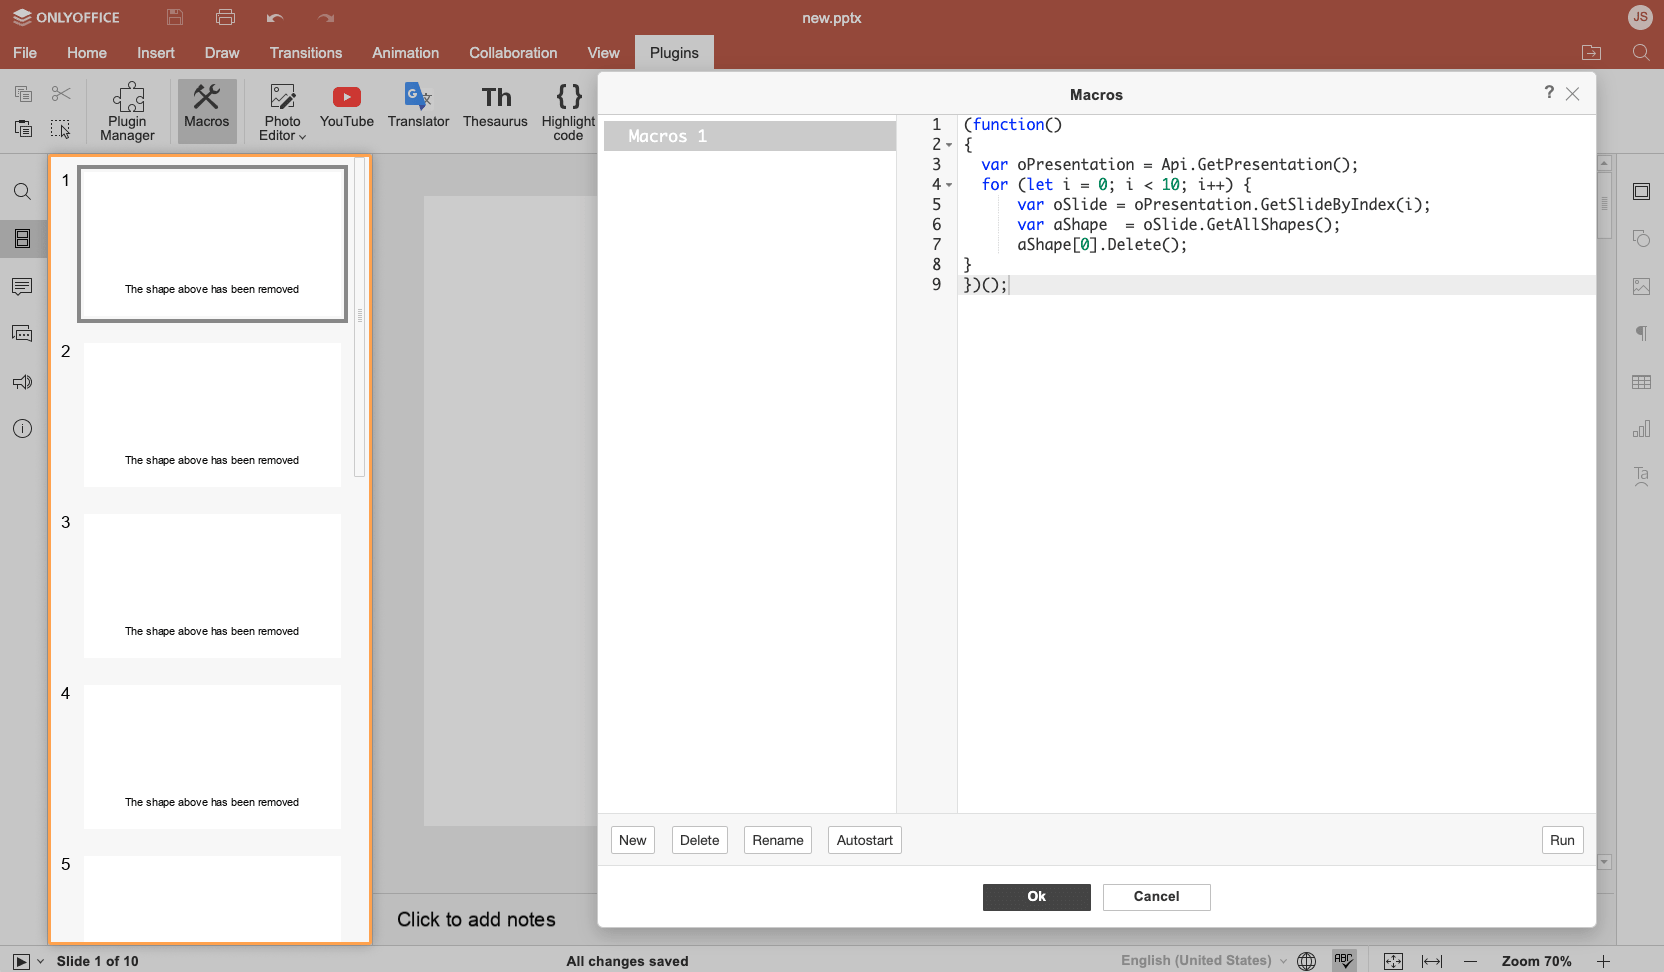 ONLYOFFICE
new.pptx
JS
File Home Insert Draw Transitions Animation Collaboration View Plugins
Plugin Manager
Macros
Photo Editor
YouTube
Translator
Th
Thesaurus
Highlight code
Macros
?
Macros 1
1 (function()
2 {
3 var oPresentation = Api.GetPresentation();
4 for (let i = 0; i < 10; i++) {
5 var oSlide = oPresentation.GetSlideByIndex(i);
6 var aShape  = oSlide.GetAllShapes();
7 aShape[0].Delete();
8 }
9 })();
1
The shape above has been removed
2
The shape above has been removed
3
The shape above has been removed
4
The shape above has been removed
5
New Delete Rename Autostart Run
Ok Cancel
Click to add notes
Ta
Slide 1 of 10 All changes saved English (United States) ABC Zoom 70%